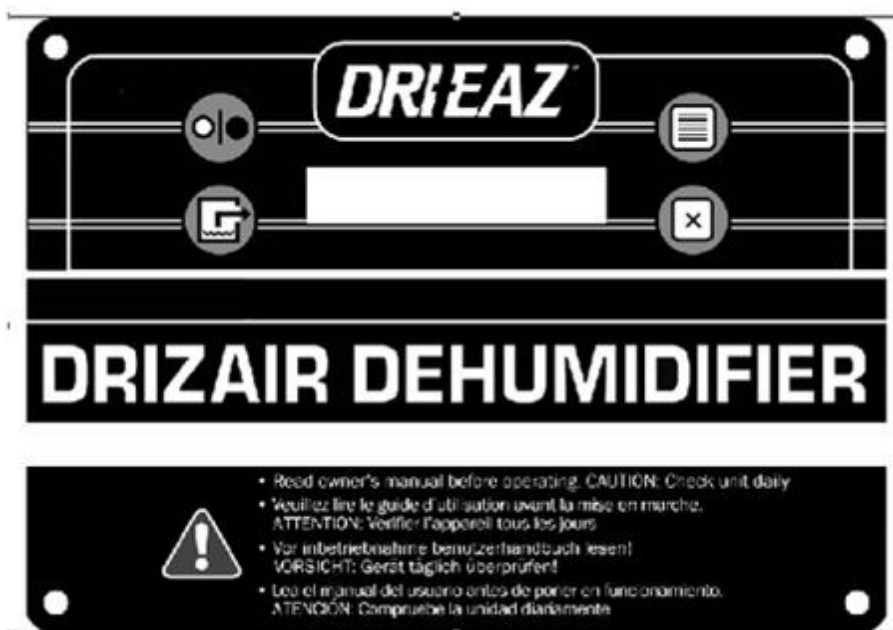 DRI-EAZ
DRIZAIR DEHUMIDIFIER
• Read owner's manual before operating. CAUTION: Check unit daily
• Veuillez lire le guide d'utilisation avant la mise en marche.
ATTENTION: Verifier l'appareil tous les jours
• Vor inbetriebnahme benutzerhandbuch lesen!
VORSICHT: Gerät täglich überprüfen!
• Lea el manual del usuario antes de poner en funcionamiento.
ATENCIÓN: Compruebe la unidad diariamente